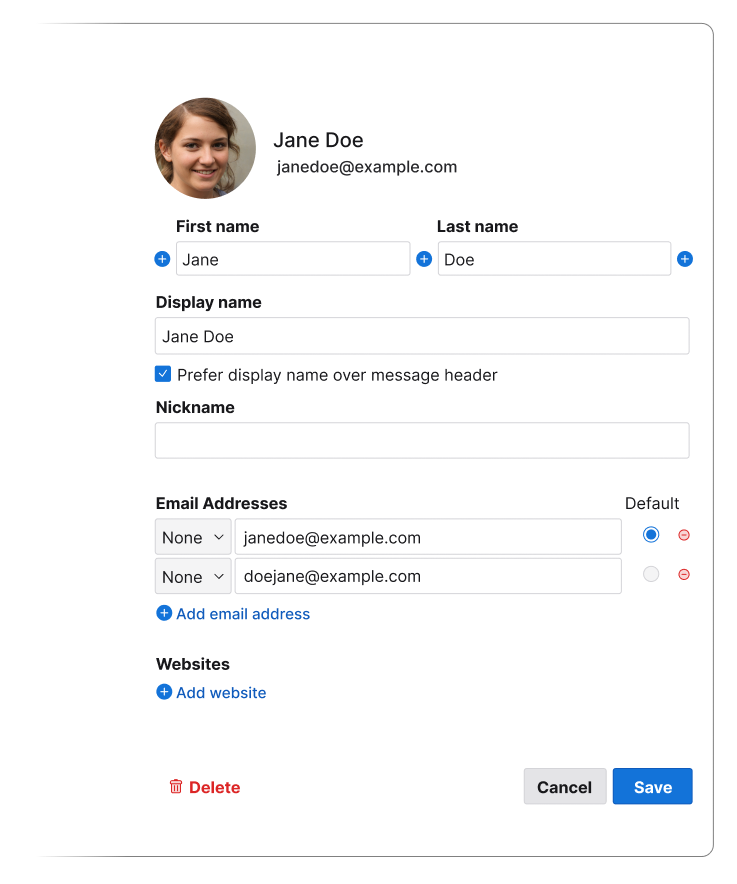 Jane Doe
janedoe@example.com
First name
Last name
Jane
Doe
Display name
Jane Doe
Prefer display name over message header
Nickname
Email Addresses
Default
None
janedoe@example.com
None
doejane@example.com
Add email address
Websites
Add website
Delete
Cancel
Save